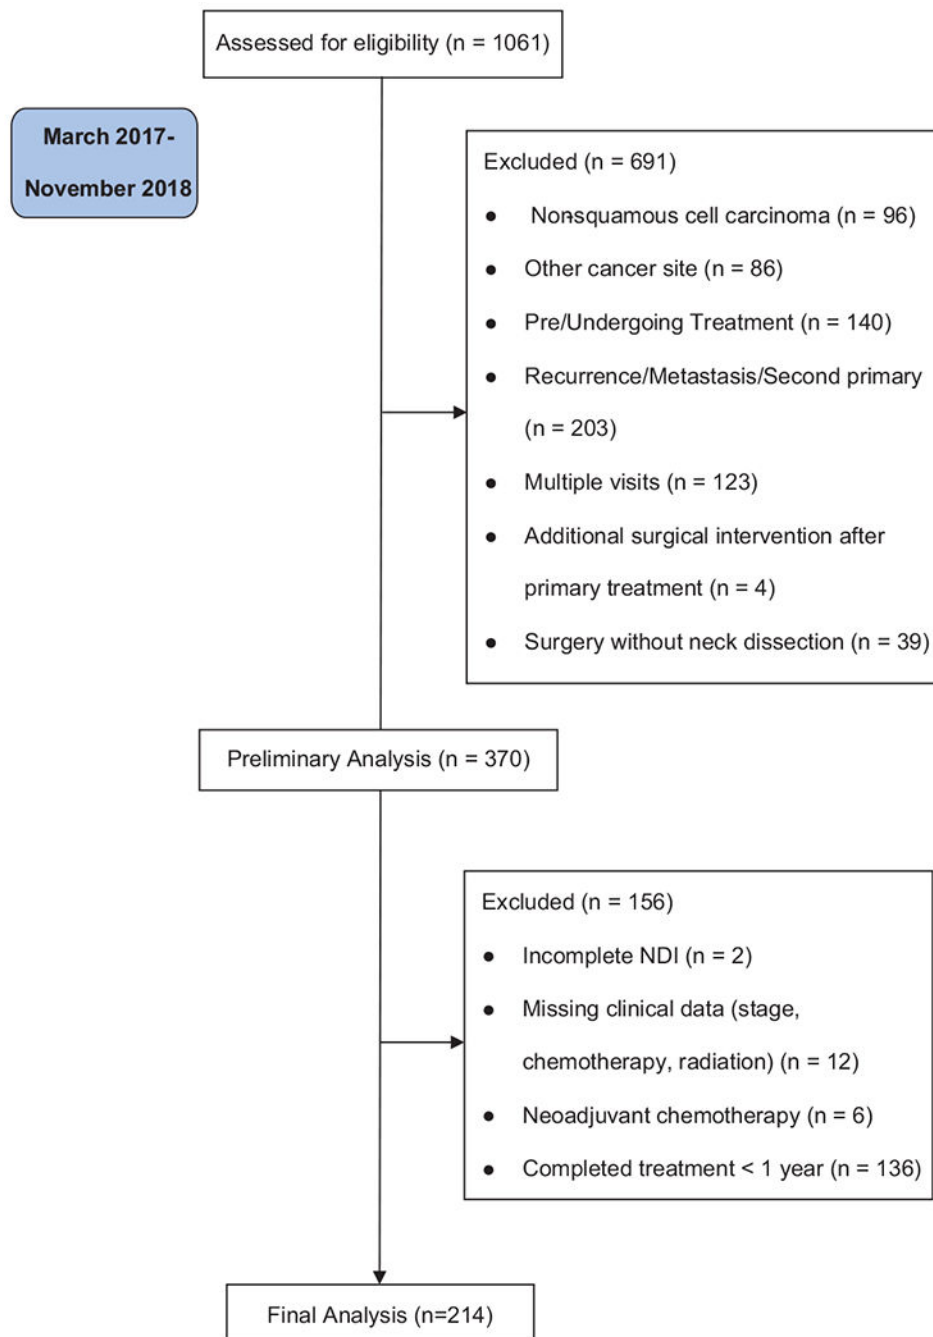 Assessed for eligibility (n = 1061)
March 2017-
November 2018
Excluded (n = 691)
● Non-squamous cell carcinoma (n = 96)
● Other cancer site (n = 86)
● Pre/Undergoing Treatment (n = 140)
● Recurrence/Metastasis/Second primary
(n = 203)
● Multiple visits (n = 123)
● Additional surgical intervention after
primary treatment (n = 4)
● Surgery without neck dissection (n = 39)
Preliminary Analysis (n = 370)
Excluded (n = 156)
● Incomplete NDI (n = 2)
● Missing clinical data (stage,
chemotherapy, radiation) (n = 12)
● Neoadjuvant chemotherapy (n = 6)
● Completed treatment < 1 year (n = 136)
Final Analysis (n=214)